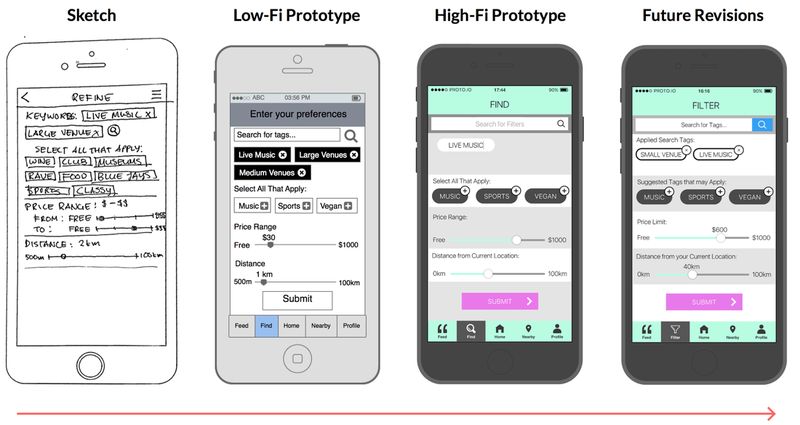 Sketch
REFINE
KEYWORDS: LIVE MUSIC X
LARGE VENUE X
SELECT ALL THAT APPLY:
WINE CLUB MUSEUMS
RAVE FOOD BLUE JAYS
SPORTS CLASSY
PRICE RANGE: $-$$
FROM: FREE $$$
TO: FREE $$$
DISTANCE: 26m
500m 100km
Low-Fi Prototype
ABC 03:56 PM
Enter your preferences
Search for tags...
Live Music Large Venues
Medium Venues
Select All That Apply:
Music Sports Vegan
Price Range
$30
Free $1000
Distance
1 km
500m 100km
Submit
Feed Find Home Nearby Profile
High-Fi Prototype
PROTO.IO 17:44 90%
FIND
Search for Filters
LIVE MUSIC
Select All That Apply:
MUSIC SPORTS VEGAN
Price Range:
Free $1000
Distance from Current Location:
0km 100km
SUBMIT
Feed Find Home Nearby Profile
Future Revisions
PROTO.IO 16:16 90%
FILTER
Search for Tags...
Applied Search Tags:
SMALL VENUE LIVE MUSIC
Suggested Tags that may Apply:
MUSIC SPORTS VEGAN
Price Limit:
$600
Free $1000
Distance from your Current Location:
40km
0km 100km
SUBMIT
Feed Filter Home Nearby Profile